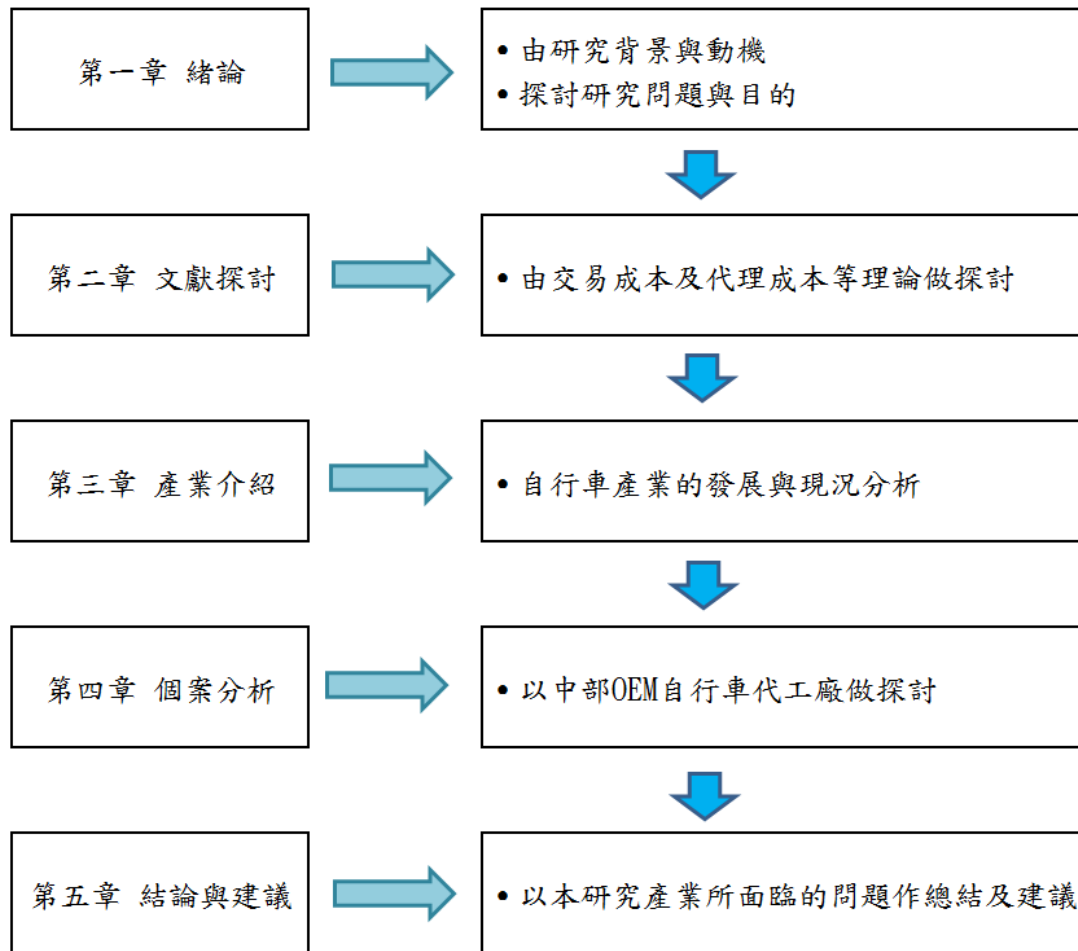 第一章 緒論
• 由研究背景與動機
• 探討研究問題與目的
第二章 文獻探討
• 由交易成本及代理成本等理論做探討
第三章 產業介紹
• 自行車產業的發展與現況分析
第四章 個案分析
• 以中部OEM自行車代工廠做探討
第五章 結論與建議
• 以本研究產業所面臨的問題作總結及建議